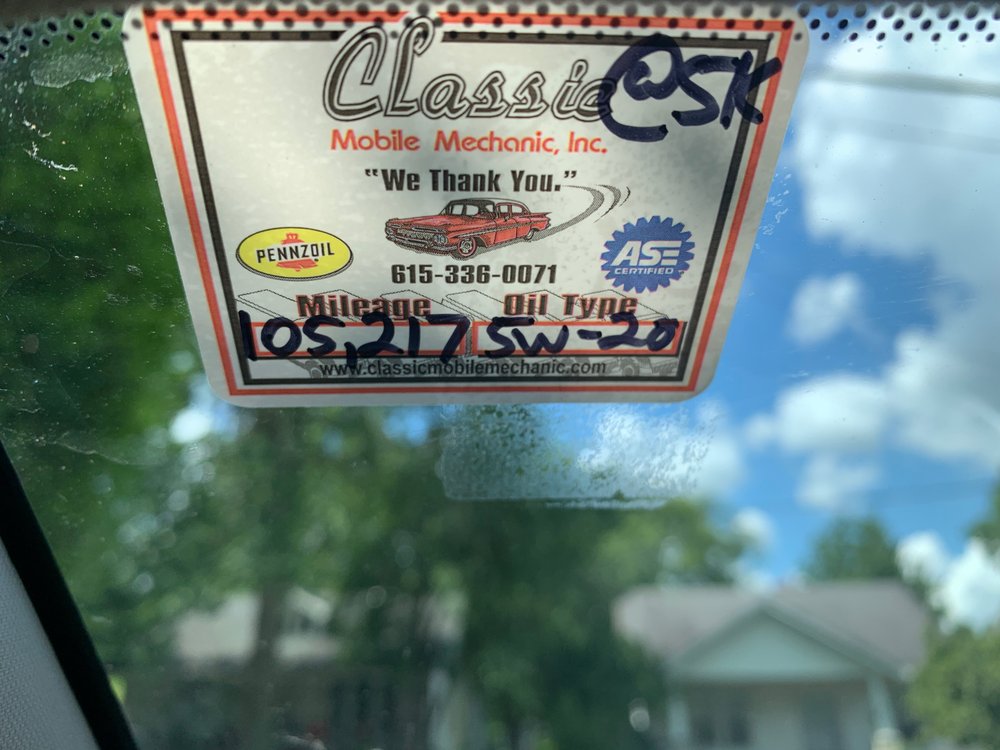 Classic @5K
Mobile Mechanic, Inc.
"We Thank You."
PENNZOIL
ASE
CERTIFIED
615-336-0071
Mileage Oil Type
105,217 5W-20
www.classicmobilemechanic.com